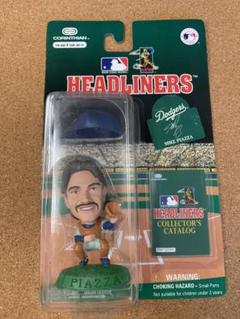 CORINTHIAN
HEADLINERS
Dodgers
MIKE PIAZZA
HEADLINERS
COLLECTOR'S
CATALOG
PIAZZA
WARNING:
CHOKING HAZARD - Small Parts
Not suitable for children under 3 years